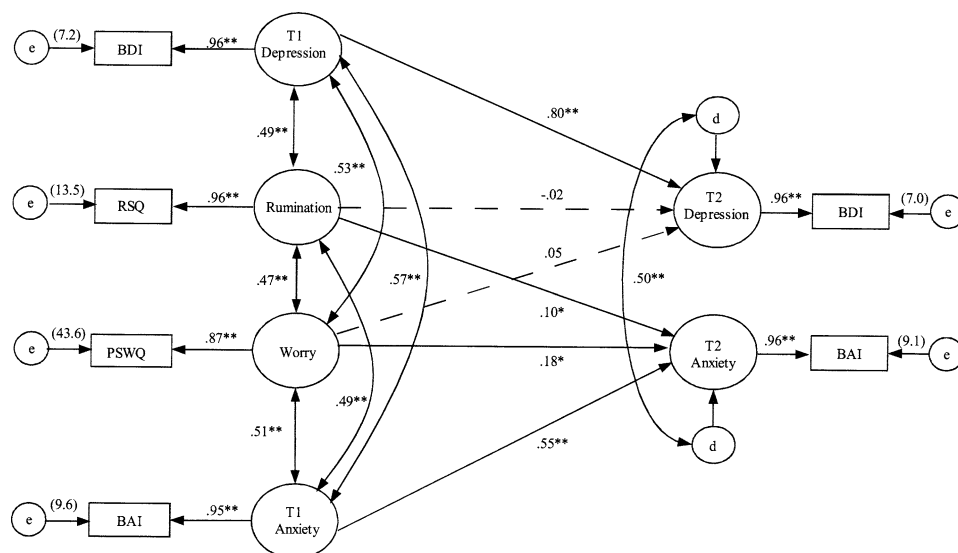 e
(7.2)
BDI
.96**
T1
Depression
.80**
d
.49**
.53**
e
(13.5)
RSQ
.96**
Rumination
-.02
T2
Depression
.96**
BDI
(7.0)
e
.47**
.57**
.05
.50**
.10*
e
(43.6)
PSWQ
.87**
Worry
.18*
T2
Anxiety
.96**
BAI
(9.1)
e
.51**
.49**
.55**
d
e
(9.6)
BAI
.95**
T1
Anxiety